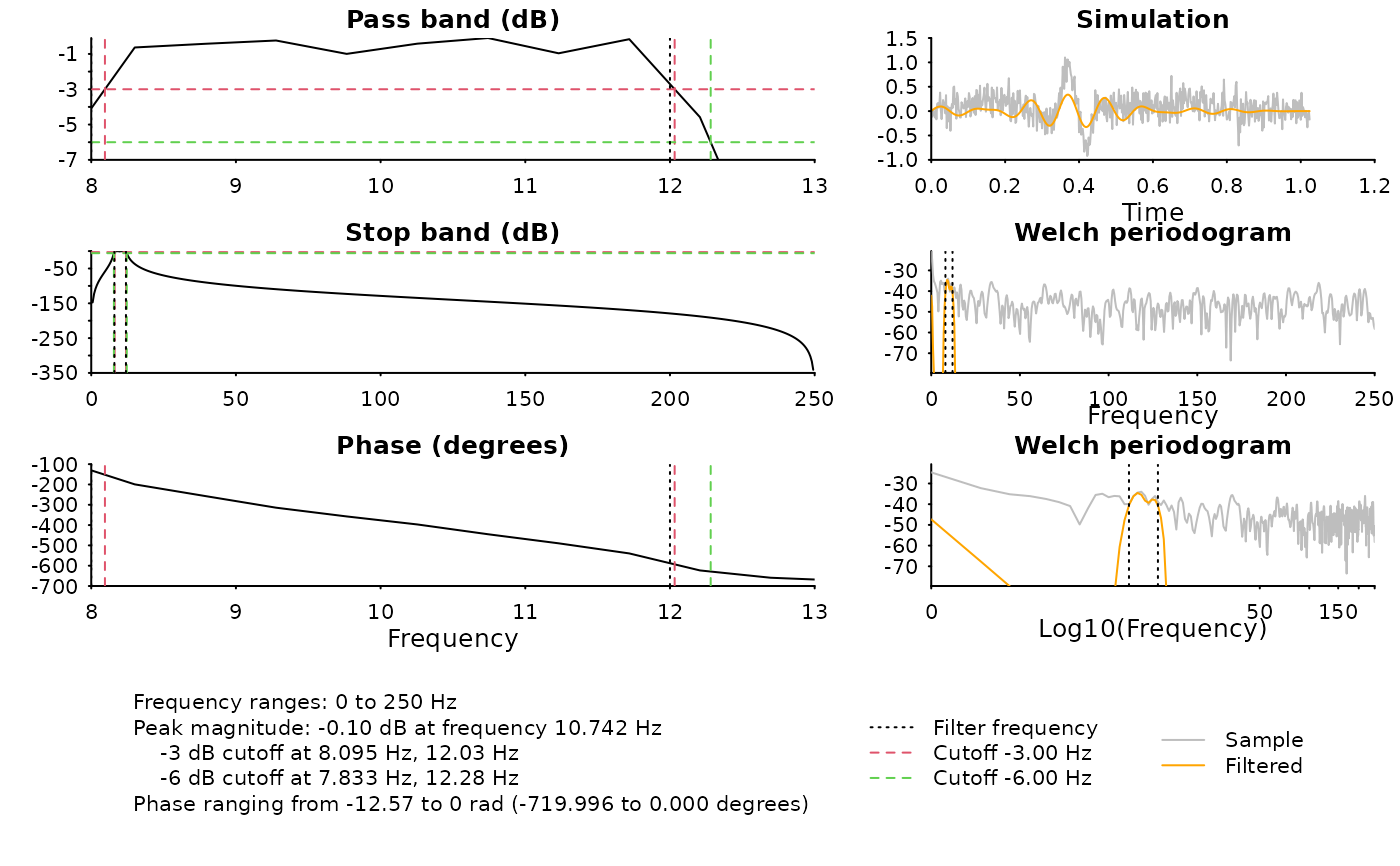 Pass band (dB)
-1
-3
-5
-7
8 9 10 11 12 13
Simulation
1.5
1.0
0.5
0.0
-0.5
-1.0
0.0 0.2 0.4 0.6 0.8 1.0 1.2
Time
Stop band (dB)
-50
-150
-250
-350
0 50 100 150 200 250
Welch periodogram
-30
-40
-50
-60
-70
0 50 100 150 200 250
Frequency
Phase (degrees)
-100
-200
-300
-400
-500
-600
-700
8 9 10 11 12 13
Frequency
Welch periodogram
-30
-40
-50
-60
-70
0 50 150
Log10(Frequency)
Frequency ranges: 0 to 250 Hz
Peak magnitude: -0.10 dB at frequency 10.742 Hz
-3 dB cutoff at 8.095 Hz, 12.03 Hz
-6 dB cutoff at 7.833 Hz, 12.28 Hz
Phase ranging from -12.57 to 0 rad (-719.996 to 0.000 degrees)
Filter frequency
Cutoff -3.00 Hz
Cutoff -6.00 Hz
Sample
Filtered